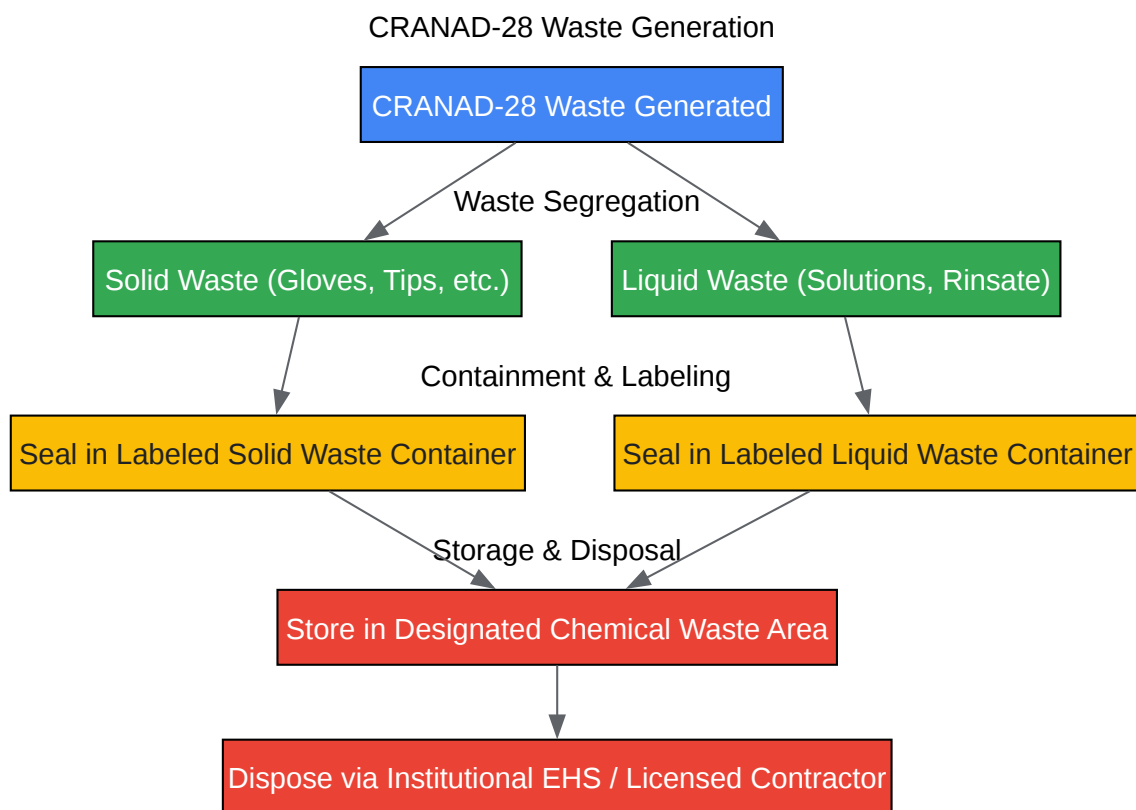 CRANAD-28 Waste Generation
CRANAD-28 Waste Generated
Waste Segregation
Solid Waste (Gloves, Tips, etc.)
Liquid Waste (Solutions, Rinsate)
Containment & Labeling
Seal in Labeled Solid Waste Container
Seal in Labeled Liquid Waste Container
Storage & Disposal
Store in Designated Chemical Waste Area
Dispose via Institutional EHS / Licensed Contractor